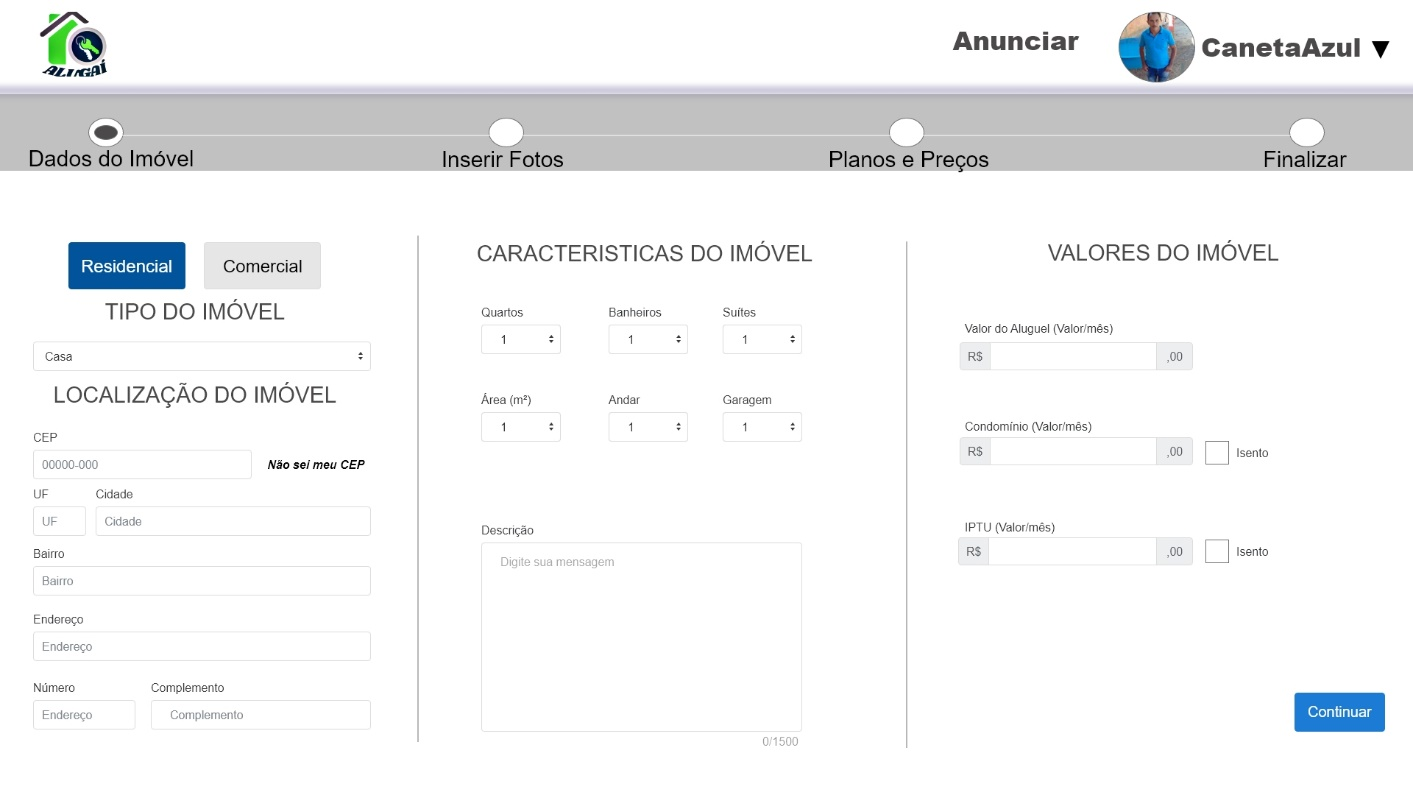 ALUGAÍ
Anunciar
CanetaAzul ▼
Dados do Imóvel
Inserir Fotos
Planos e Preços
Finalizar
Residencial
Comercial
TIPO DO IMÓVEL
Casa
LOCALIZAÇÃO DO IMÓVEL
CEP
00000-000
Não sei meu CEP
UF
Cidade
UF
Cidade
Bairro
Bairro
Endereço
Endereço
Número
Complemento
Endereço
Complemento
CARACTERISTICAS DO IMÓVEL
Quartos
Banheiros
Suítes
1
1
1
Área (m²)
Andar
Garagem
1
1
1
Descrição
Digite sua mensagem
0/1500
VALORES DO IMÓVEL
Valor do Aluguel (Valor/mês)
R$ ,00
Condomínio (Valor/mês)
R$ ,00
Isento
IPTU (Valor/mês)
R$ ,00
Isento
Continuar